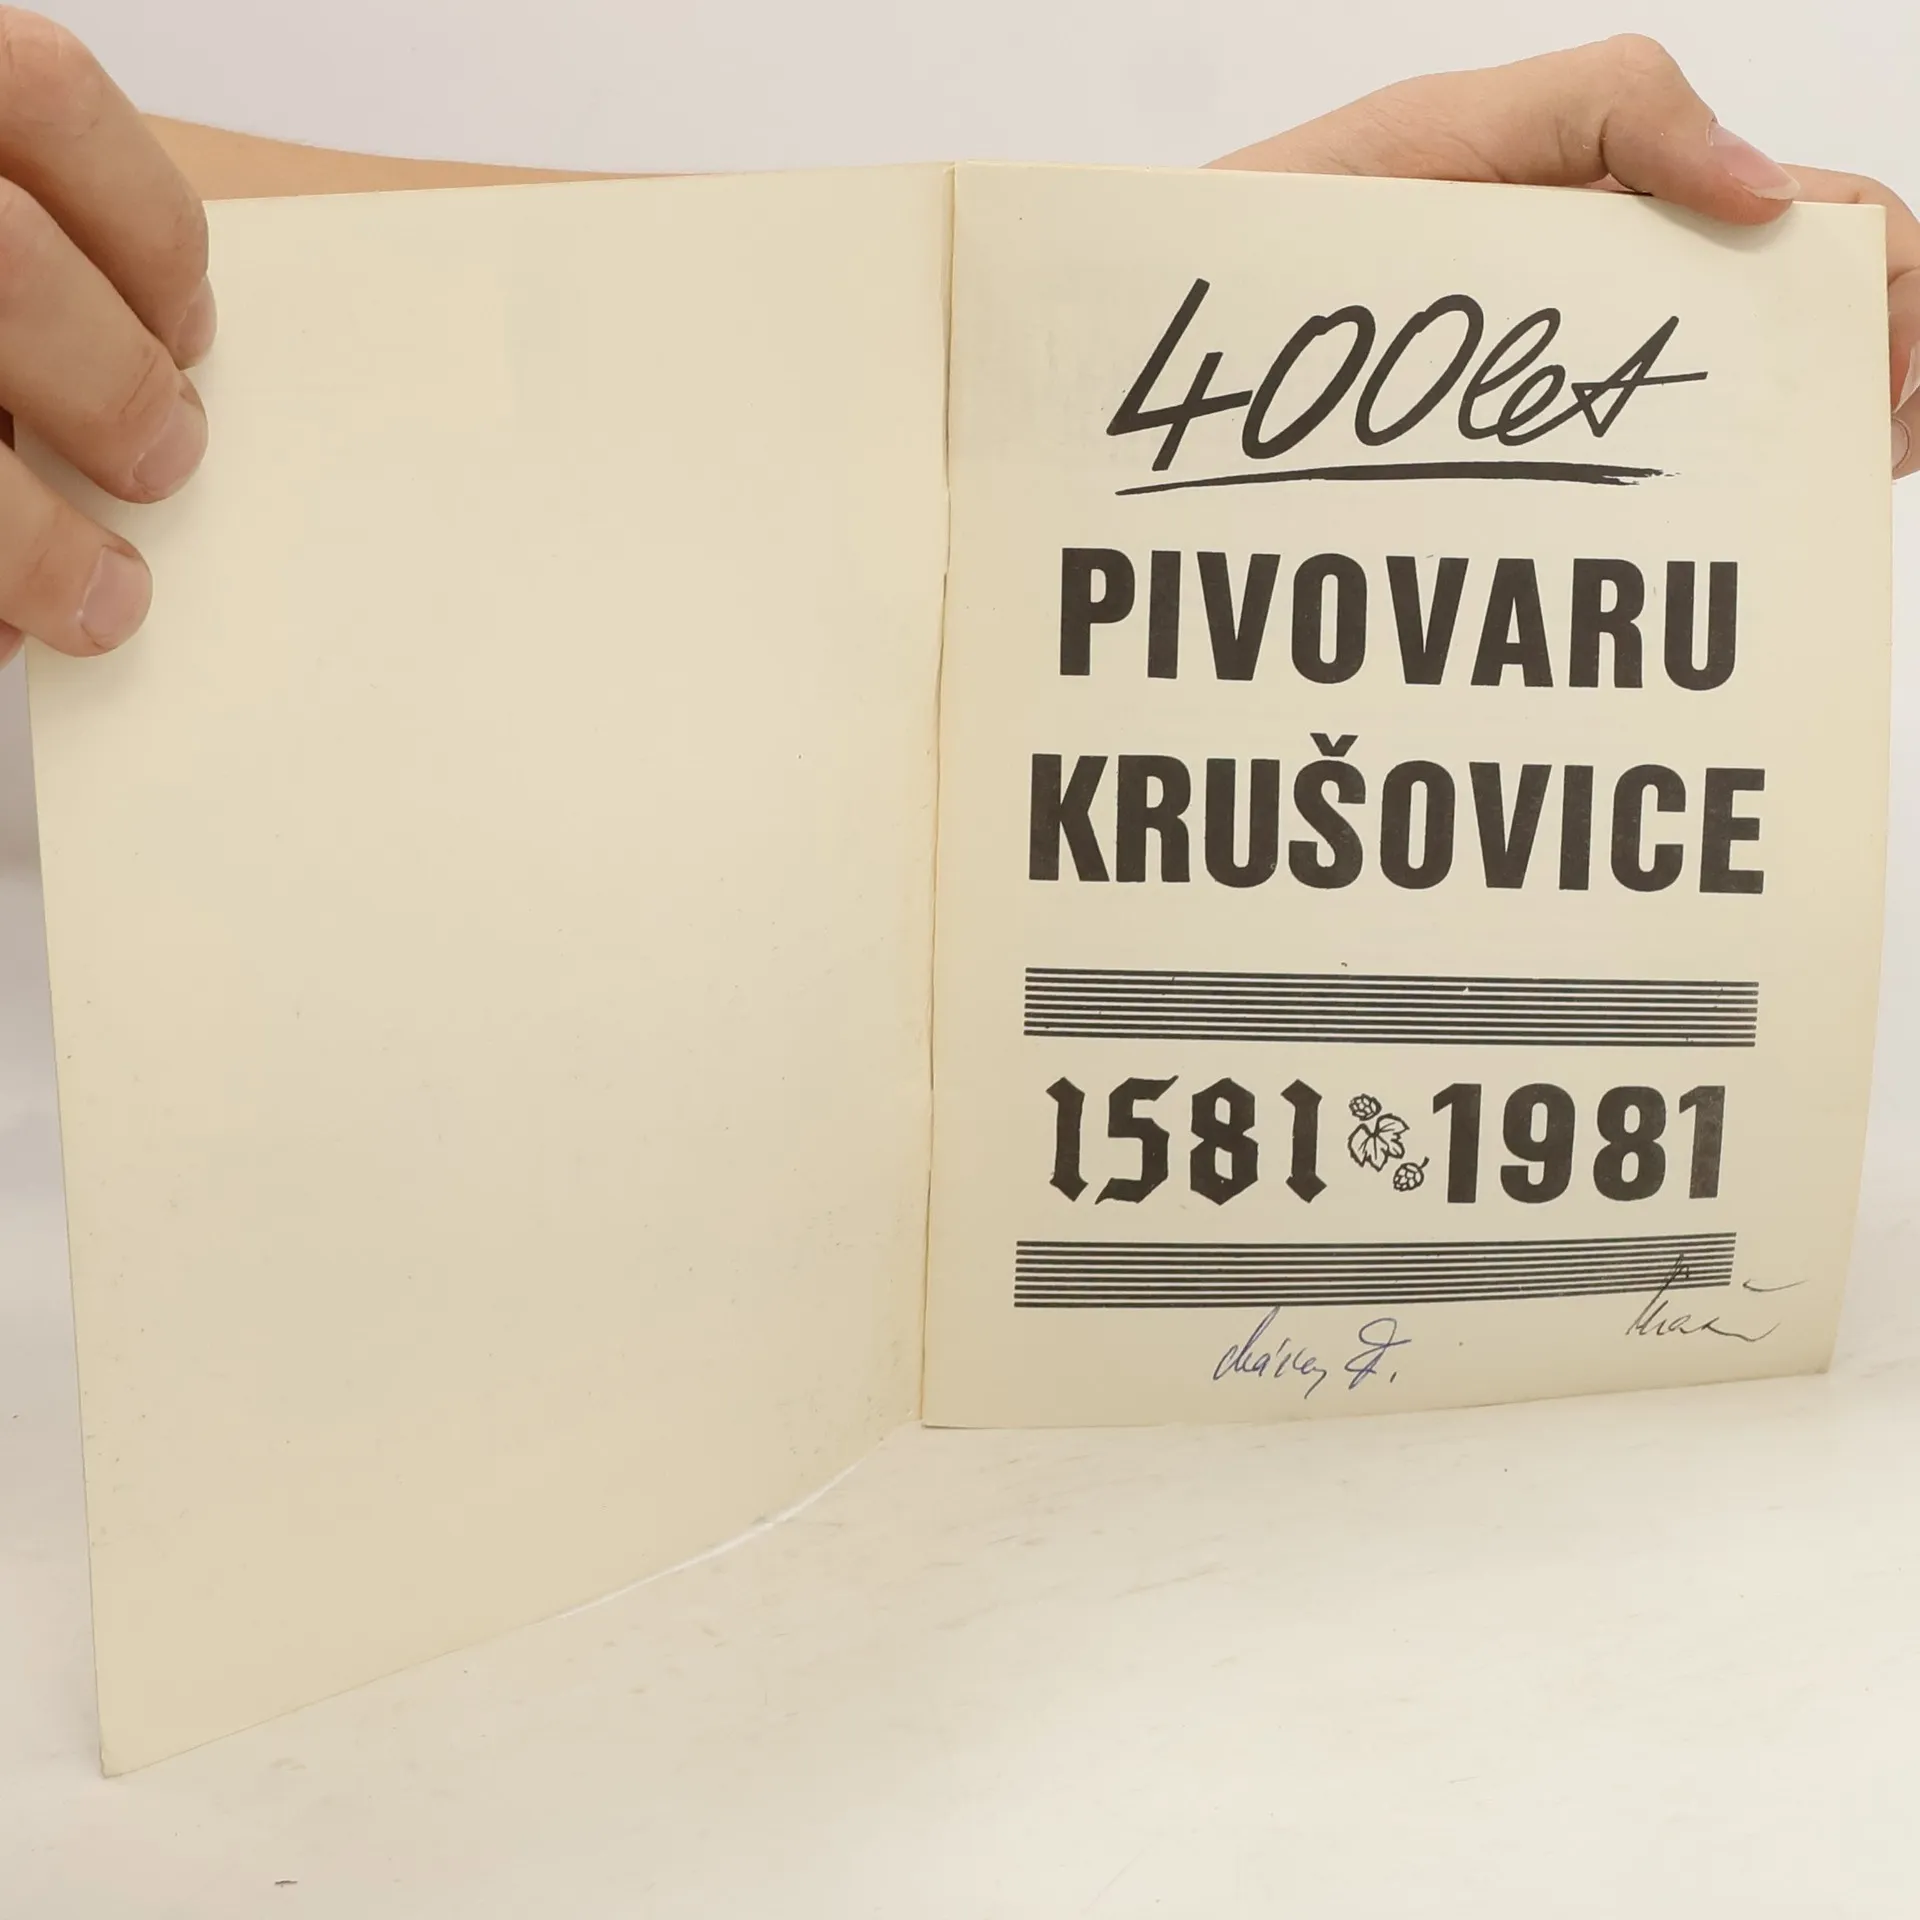 400let
PIVOVARU
KRUŠOVICE
1581 1981